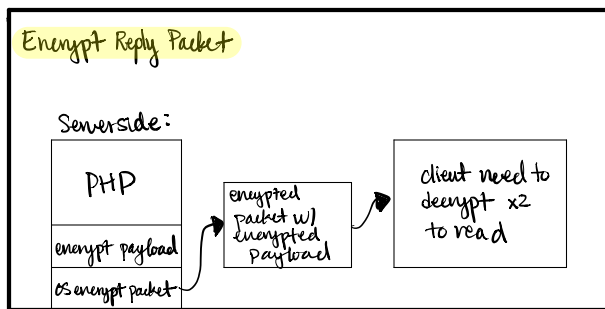 Encrypt Reply Packet
Serverside:
PHP
encrypt payload
OS encrypt packet
encypted
packet w/
encrypted
payload
client need to
decrypt x2
to read